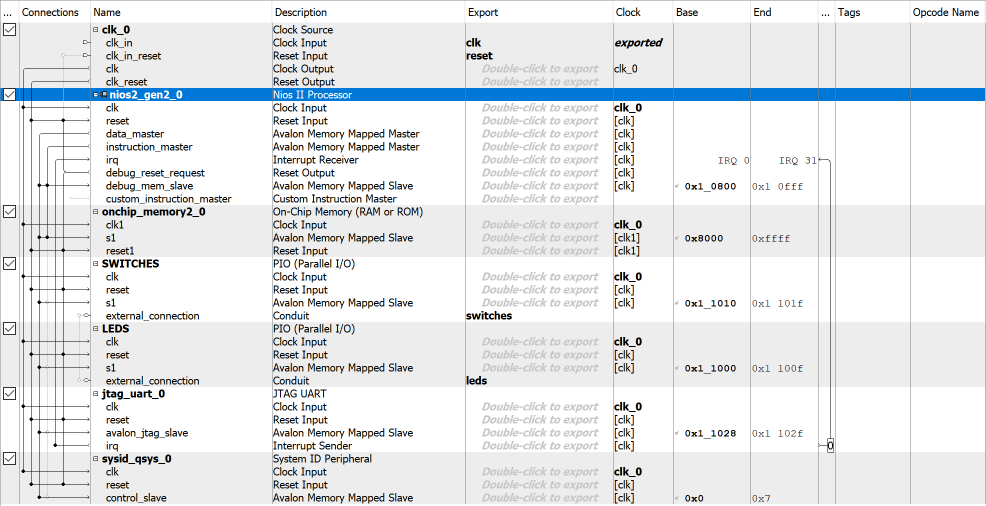 ... Connections Name Description Export Clock Base End ... Tags Opcode Name
clk_0 Clock Source
clk_in Clock Input clk exported
clk_in_reset Reset Input reset
clk Clock Output Double-click to export clk_0
clk_reset Reset Output Double-click to export
nios2_gen2_0 Nios II Processor
clk Clock Input Double-click to export clk_0
reset Reset Input Double-click to export [clk]
data_master Avalon Memory Mapped Master Double-click to export [clk]
instruction_master Avalon Memory Mapped Master Double-click to export [clk]
irq Interrupt Receiver Double-click to export [clk] IRQ 0 IRQ 31
debug_reset_request Reset Output Double-click to export [clk]
debug_mem_slave Avalon Memory Mapped Slave Double-click to export [clk] 0x1_0800 0x1_0fff
custom_instruction_master Custom Instruction Master Double-click to export
onchip_memory2_0 On-Chip Memory (RAM or ROM)
clk1 Clock Input Double-click to export clk_0
s1 Avalon Memory Mapped Slave Double-click to export [clk1] 0x8000 0xffff
reset1 Reset Input Double-click to export [clk1]
SWITCHES PIO (Parallel I/O)
clk Clock Input Double-click to export clk_0
reset Reset Input Double-click to export [clk]
s1 Avalon Memory Mapped Slave Double-click to export [clk] 0x1_1010 0x1_101f
external_connection Conduit switches
LEDS PIO (Parallel I/O)
clk Clock Input Double-click to export clk_0
reset Reset Input Double-click to export [clk]
s1 Avalon Memory Mapped Slave Double-click to export [clk] 0x1_1000 0x1_100f
external_connection Conduit leds
jtag_uart_0 JTAG UART
clk Clock Input Double-click to export clk_0
reset Reset Input Double-click to export [clk]
avalon_jtag_slave Avalon Memory Mapped Slave Double-click to export [clk] 0x1_1028 0x1_102f
irq Interrupt Sender Double-click to export [clk] 0
sysid_qsys_0 System ID Peripheral
clk Clock Input Double-click to export clk_0
reset Reset Input Double-click to export [clk]
control_slave Avalon Memory Mapped Slave Double-click to export [clk] 0x0 0x7